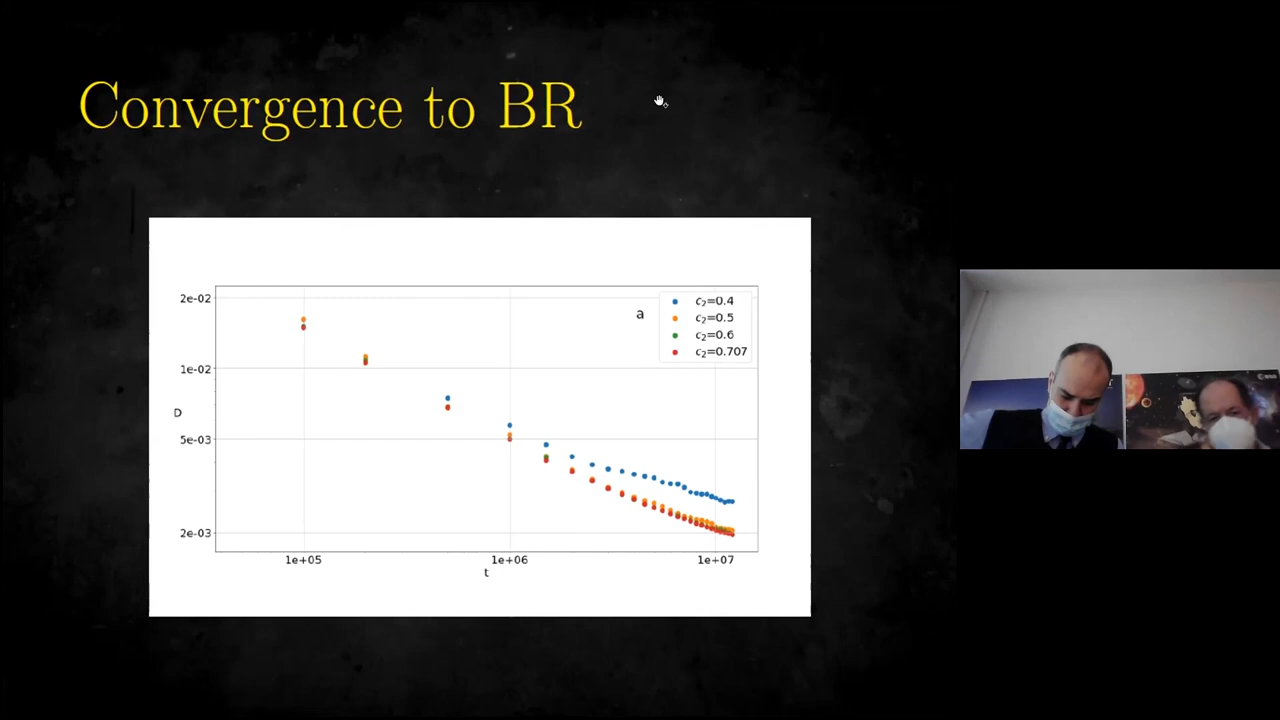 Convergence to BR
a
c₂=0.4
c₂=0.5
c₂=0.6
c₂=0.707
2e-02
1e-02
5e-03
2e-03
D
1e+05 1e+06 1e+07
t